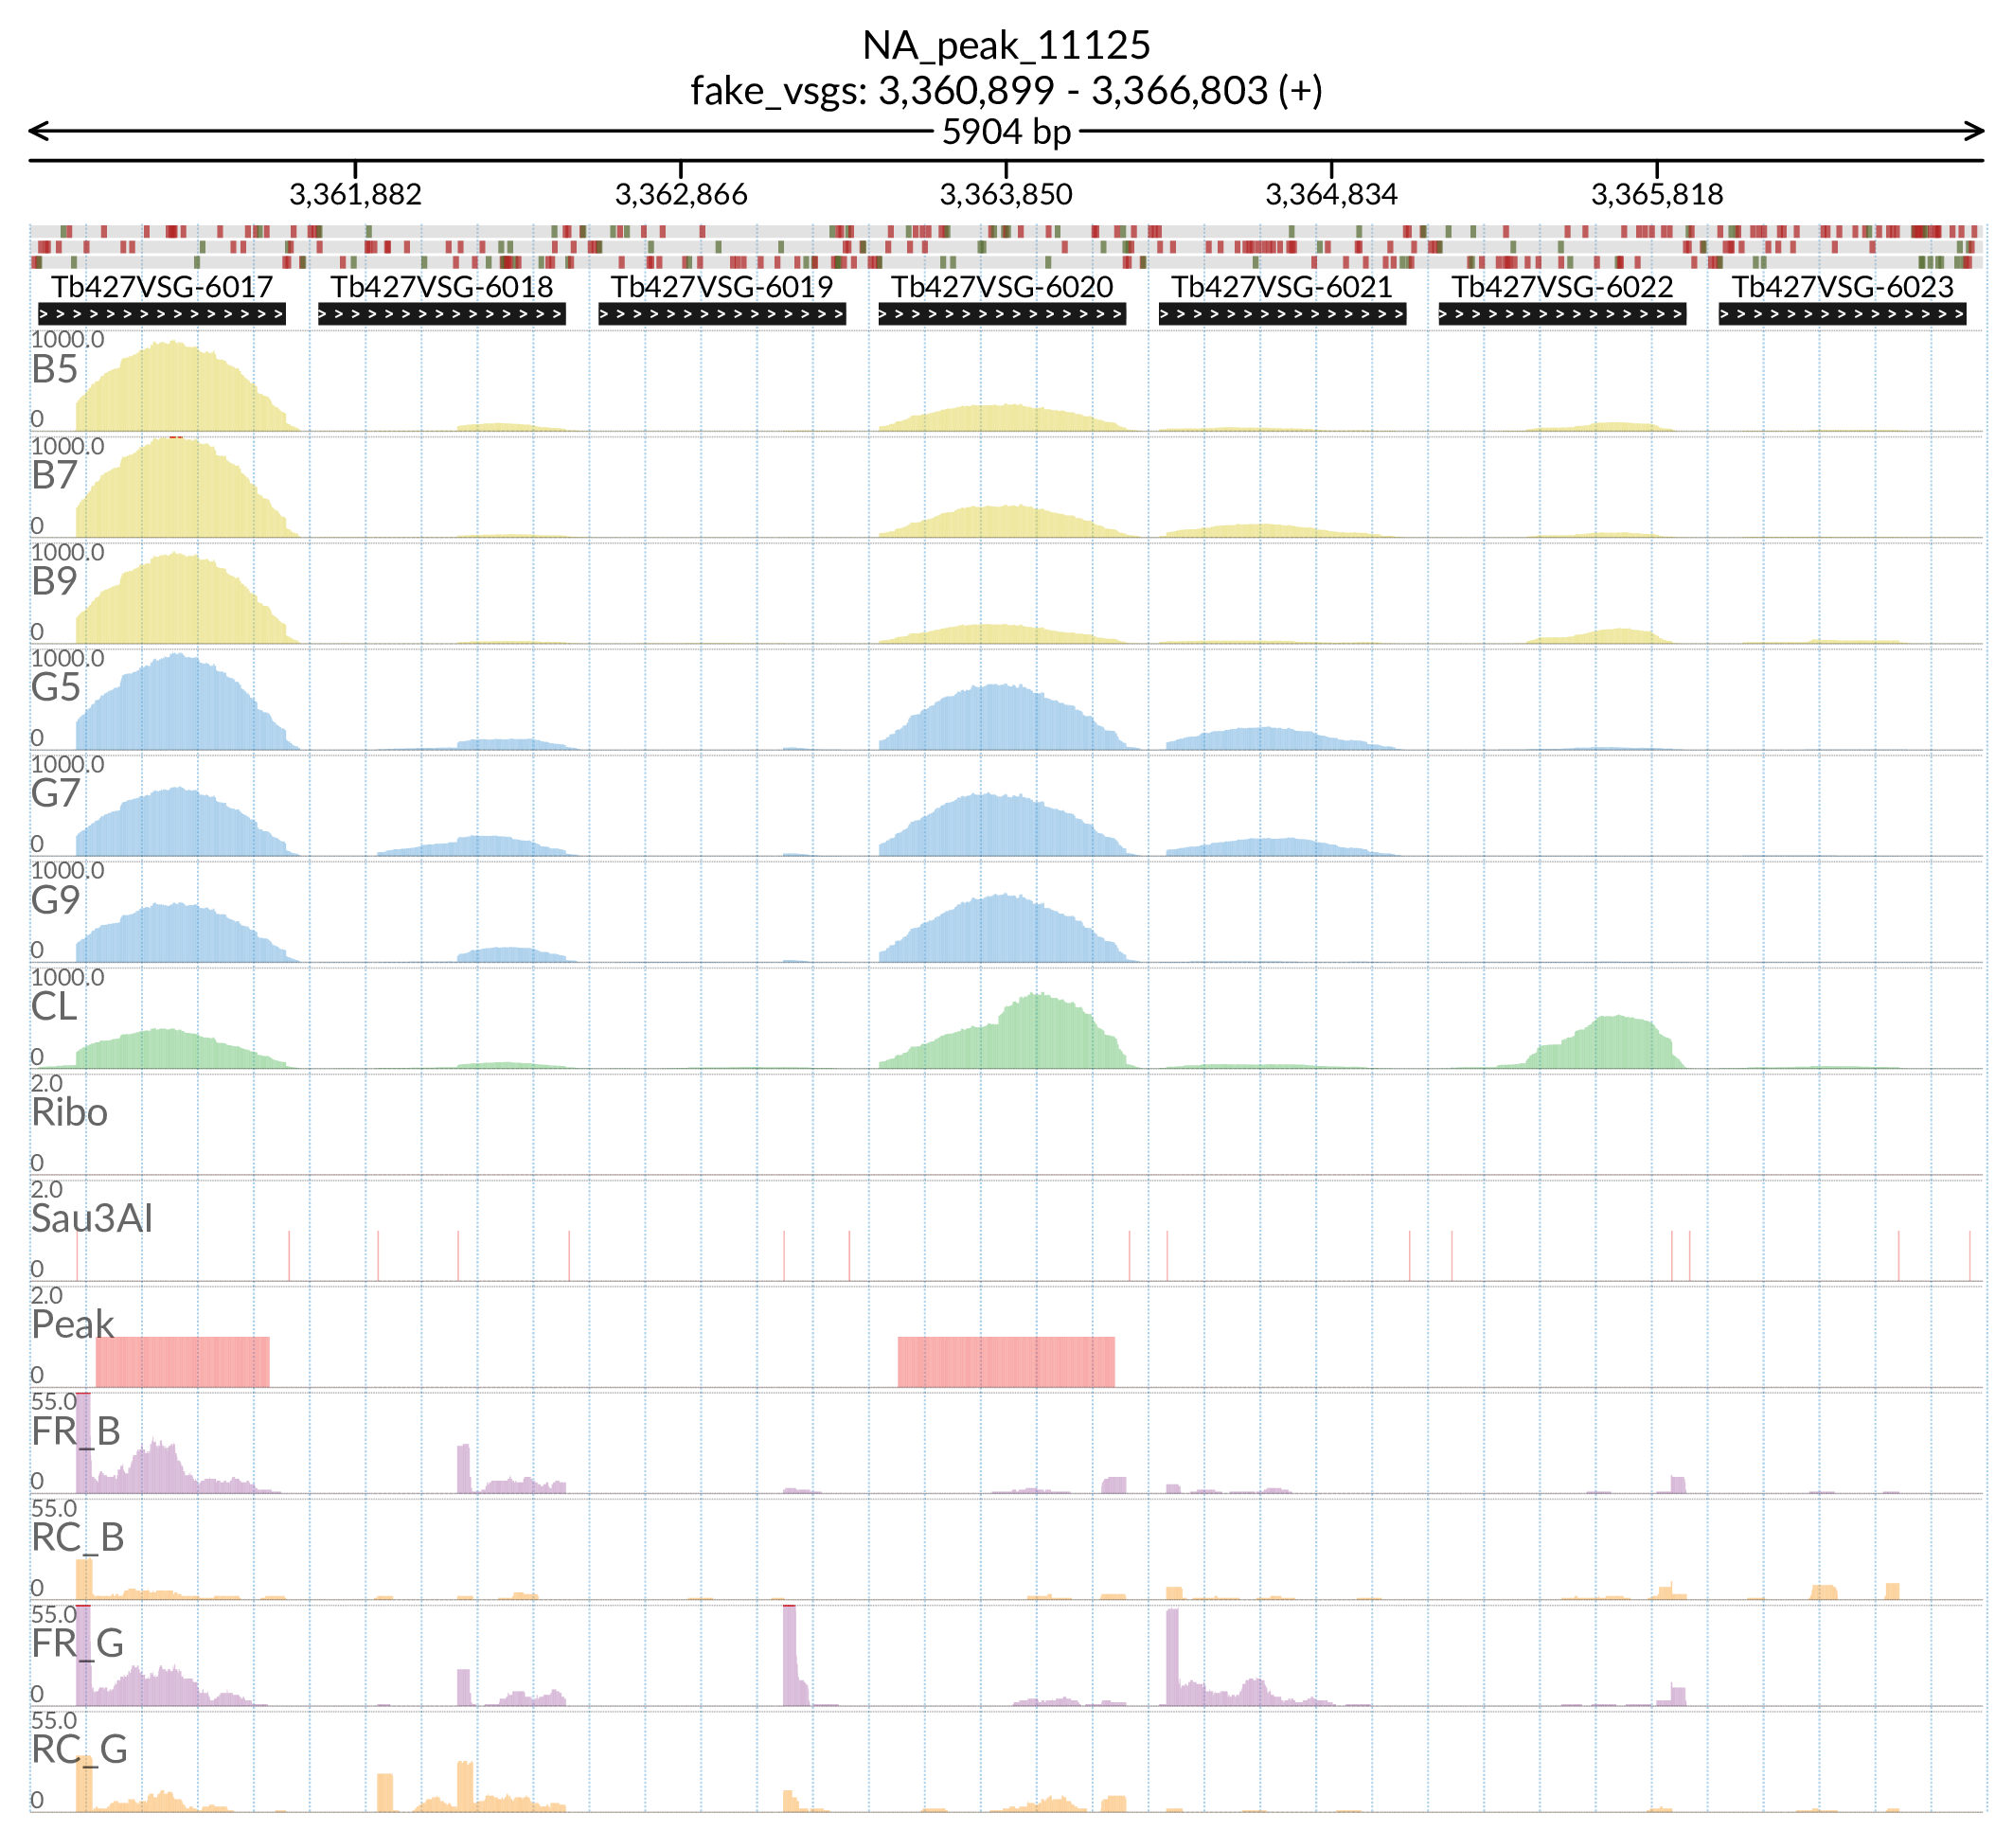 NA_peak_11125
fake_vsgs: 3,360,899 - 3,366,803 (+)
5904 bp
3,361,882 3,362,866 3,363,850 3,364,834 3,365,818
Tb427VSG-6017 Tb427VSG-6018 Tb427VSG-6019 Tb427VSG-6020 Tb427VSG-6021 Tb427VSG-6022 Tb427VSG-6023
1000.0
B5
0
1000.0
B7
0
1000.0
B9
0
1000.0
G5
0
1000.0
G7
0
1000.0
G9
0
1000.0
CL
0
2.0
Ribo
0
2.0
Sau3AI
0
2.0
Peak
0
55.0
FR_B
0
55.0
RC_B
0
55.0
FR_G
0
55.0
RC_G
0